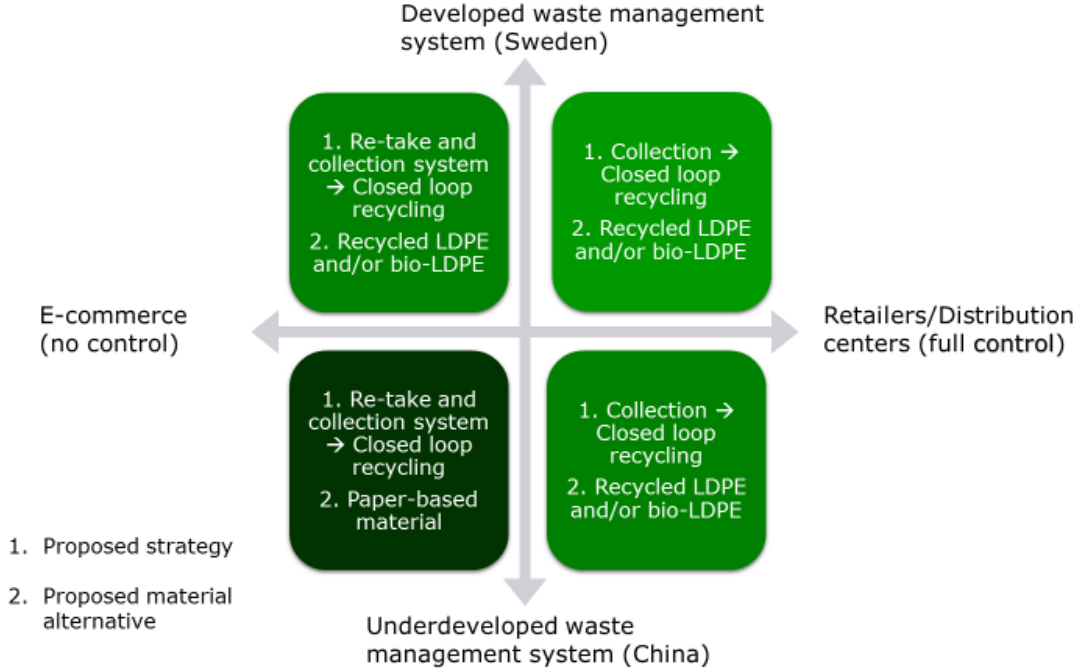 Developed waste management
system (Sweden)
1. Re-take and
collection system
→ Closed loop
recycling
2. Recycled LDPE
and/or bio-LDPE
1. Collection →
Closed loop
recycling
2. Recycled LDPE
and/or bio-LDPE
E-commerce
(no control)
Retailers/Distribution
centers (full control)
1. Re-take and
collection system
→ Closed loop
recycling
2. Paper-based
material
1. Collection →
Closed loop
recycling
2. Recycled LDPE
and/or bio-LDPE
1. Proposed strategy
2. Proposed material
alternative
Underdeveloped waste
management system (China)